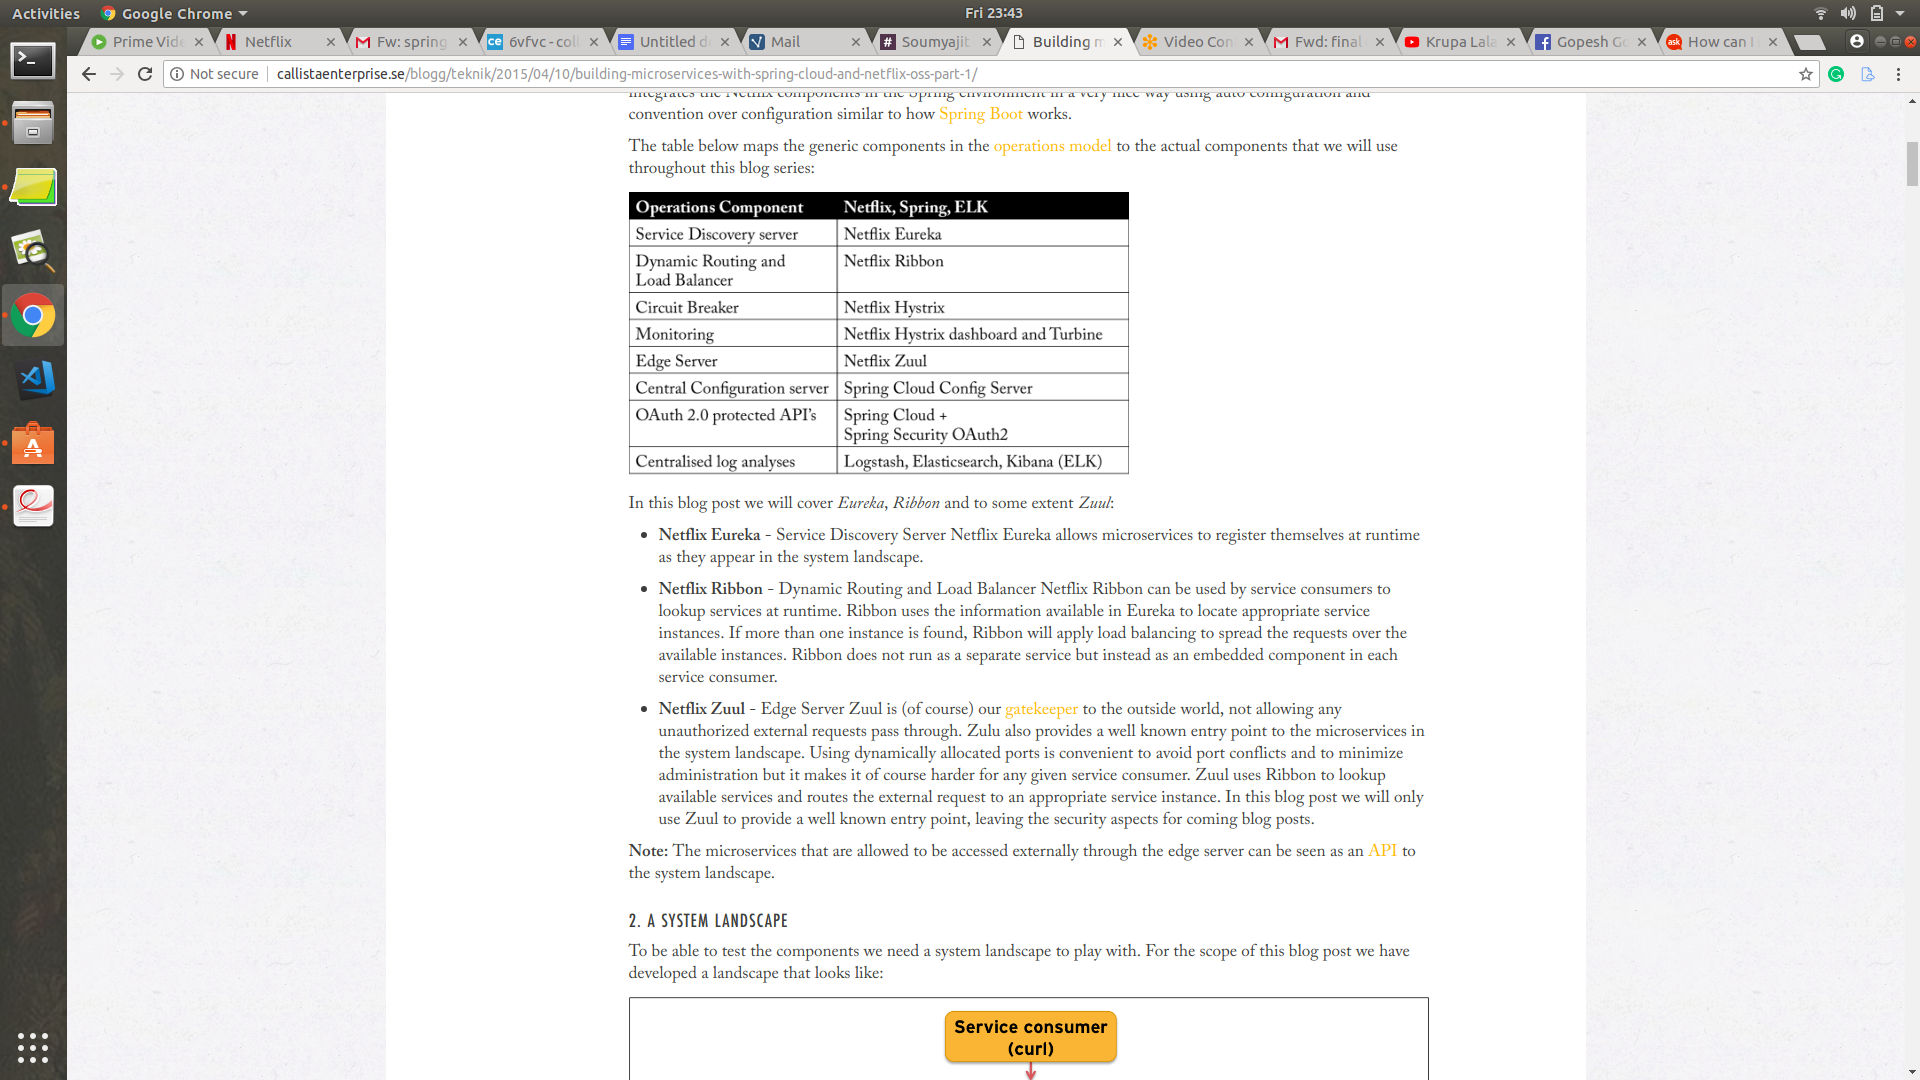 Activities Google Chrome Fri 23:43
Prime Vide Netflix Fw: spring 6vfvc - coll Untitled d Mail Soumyajit Building m Video Con Fwd: final Krupa Lala Gopesh G How can I
Not secure callistaenterprise.se/blogg/teknik/2015/04/10/building-microservices-with-spring-cloud-and-netflix-oss-part-1/
integrates the Netflix components in the Spring environment in a very nice way using auto configuration and
convention over configuration similar to how Spring Boot works.
The table below maps the generic components in the operations model to the actual components that we will use
throughout this blog series:
Operations Component Netflix, Spring, ELK
Service Discovery server Netflix Eureka
Dynamic Routing and Netflix Ribbon
Load Balancer
Circuit Breaker Netflix Hystrix
Monitoring Netflix Hystrix dashboard and Turbine
Edge Server Netflix Zuul
Central Configuration server Spring Cloud Config Server
OAuth 2.0 protected API's Spring Cloud +
Spring Security OAuth2
Centralised log analyses Logstash, Elasticsearch, Kibana (ELK)
In this blog post we will cover Eureka, Ribbon and to some extent Zuul:
• Netflix Eureka - Service Discovery Server Netflix Eureka allows microservices to register themselves at runtime
as they appear in the system landscape.
• Netflix Ribbon - Dynamic Routing and Load Balancer Netflix Ribbon can be used by service consumers to
lookup services at runtime. Ribbon uses the information available in Eureka to locate appropriate service
instances. If more than one instance is found, Ribbon will apply load balancing to spread the requests over the
available instances. Ribbon does not run as a separate service but instead as an embedded component in each
service consumer.
• Netflix Zuul - Edge Server Zuul is (of course) our gatekeeper to the outside world, not allowing any
unauthorized external requests pass through. Zulu also provides a well known entry point to the microservices in
the system landscape. Using dynamically allocated ports is convenient to avoid port conflicts and to minimize
administration but it makes it of course harder for any given service consumer. Zuul uses Ribbon to lookup
available services and routes the external request to an appropriate service instance. In this blog post we will only
use Zuul to provide a well known entry point, leaving the security aspects for coming blog posts.
Note: The microservices that are allowed to be accessed externally through the edge server can be seen as an API to
the system landscape.
2. A SYSTEM LANDSCAPE
To be able to test the components we need a system landscape to play with. For the scope of this blog post we have
developed a landscape that looks like:
Service consumer
(curl)